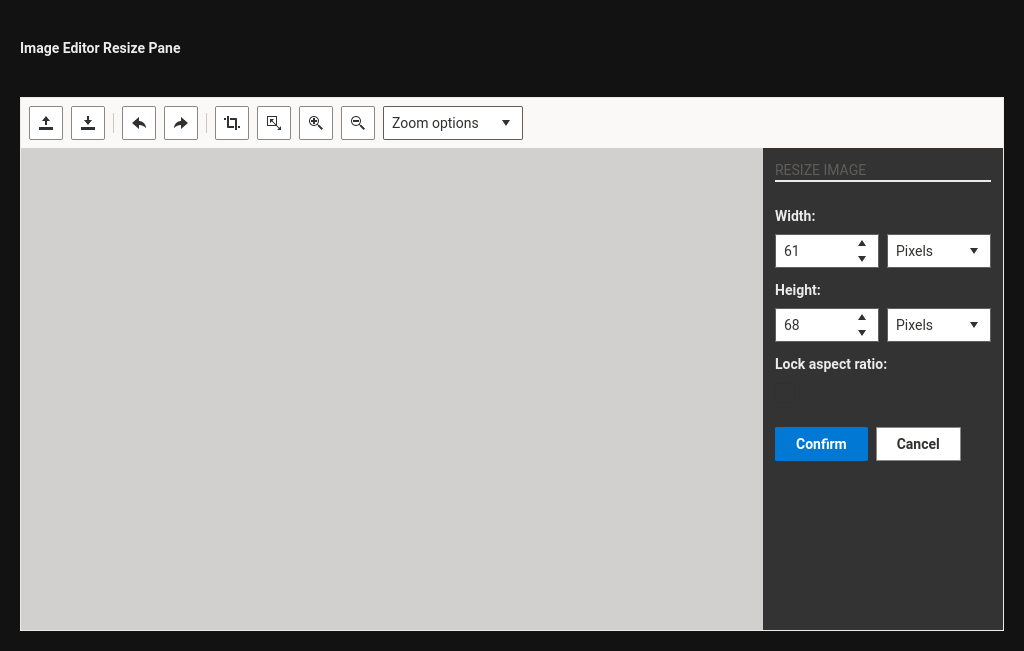 Image Editor Resize Pane
Zoom options
RESIZE IMAGE
Width:
61 Pixels
Height:
68 Pixels
Lock aspect ratio:
Confirm Cancel